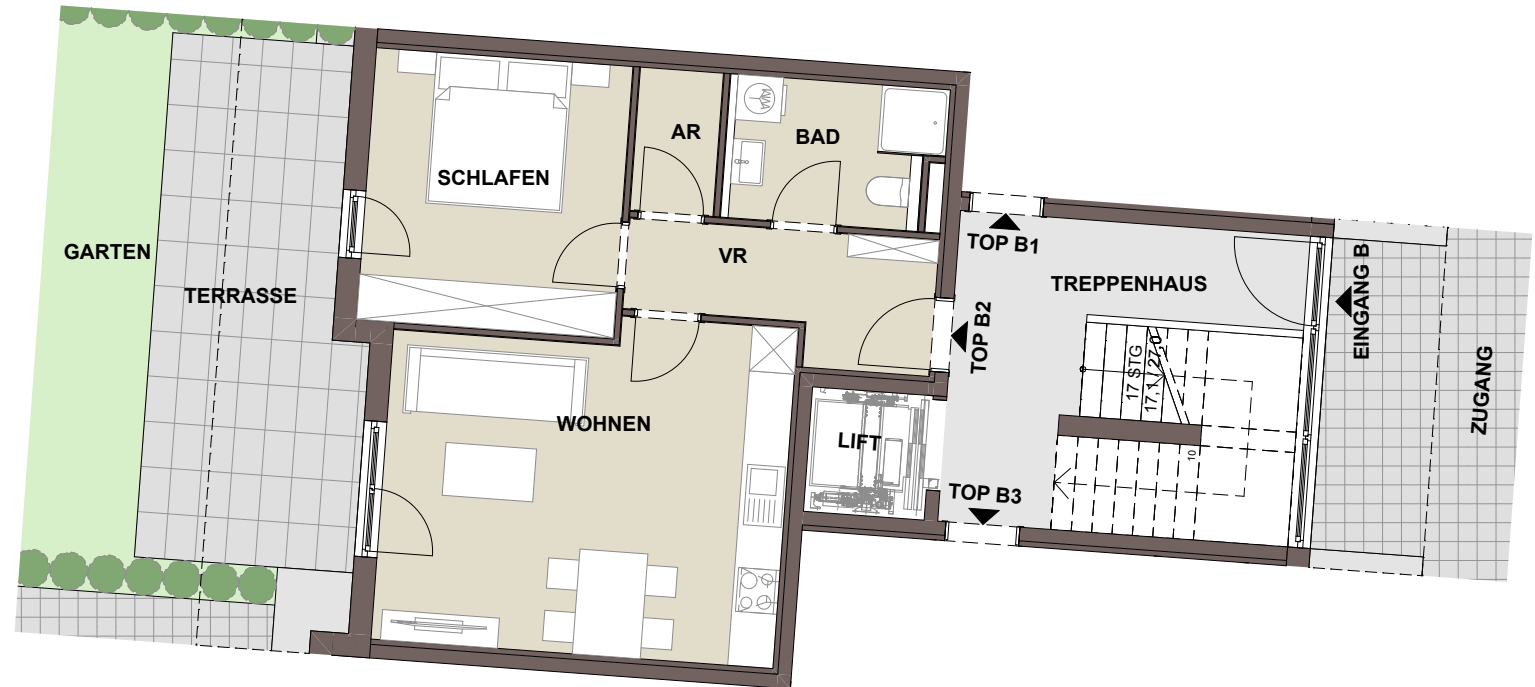 AR
BAD
SCHLAFEN
GARTEN
TERRASSE
VR
TOP B1
TREPPENHAUS
EINGANG B
TOP B2
17 STG
17,1 / 27,0
ZUGANG
WOHNEN
LIFT
10
TOP B3